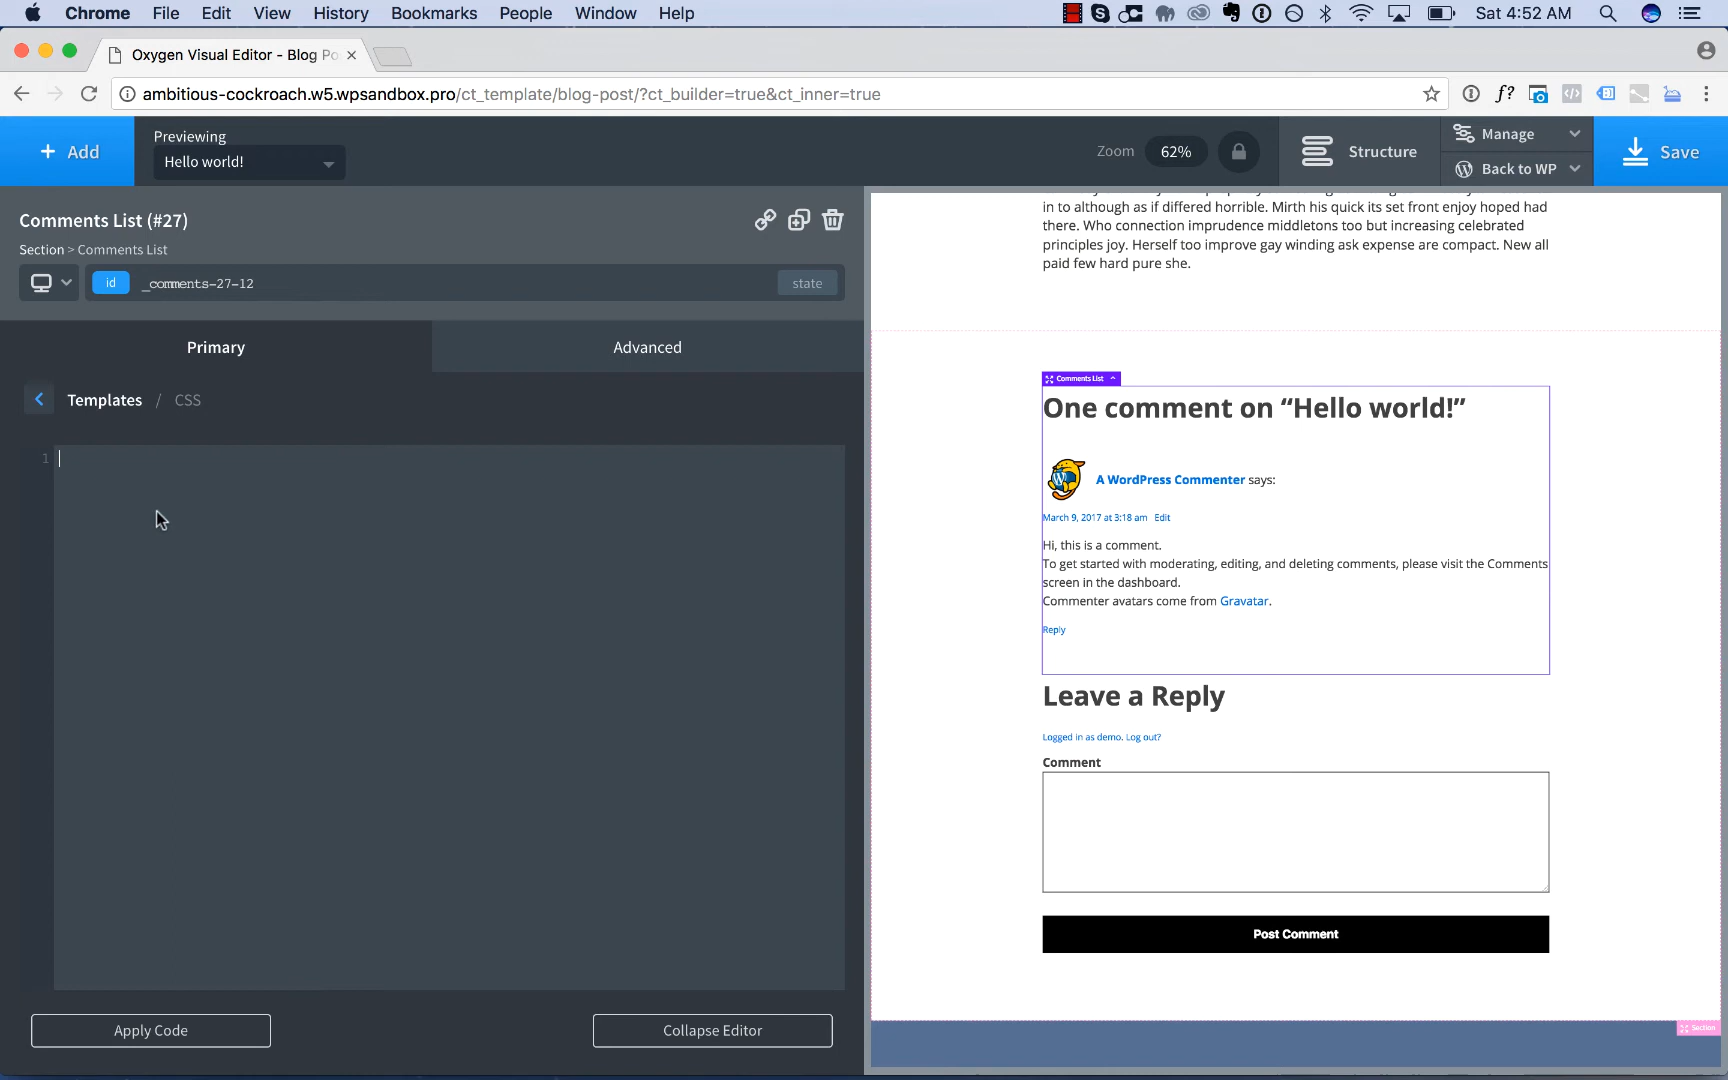 Chrome File Edit View History Bookmarks People Window Help Sat 4:52 AM
Oxygen Visual Editor - Blog Po
ambitious-cockroach.w5.wpsandbox.pro/ct_template/blog-post/?ct_builder=true&ct_inner=true
f?
+ Add
Previewing
Hello world!
Zoom 62%
Structure
Manage
Back to WP
Save
Comments List (#27)
Section > Comments List
id _comments-27-12 state
Primary Advanced
Templates / CSS
1
Apply Code Collapse Editor
in to although as if differed horrible. Mirth his quick its set front enjoy hoped had
there. Who connection imprudence middletons too but increasing celebrated
principles joy. Herself too improve gay winding ask expense are compact. New all
paid few hard pure she.
Comments List
One comment on “Hello world!”
A WordPress Commenter says:
March 9, 2017 at 3:18 am Edit
Hi, this is a comment.
To get started with moderating, editing, and deleting comments, please visit the Comments
screen in the dashboard.
Commenter avatars come from Gravatar.
Reply
Leave a Reply
Logged in as demo. Log out?
Comment
Post Comment
Section